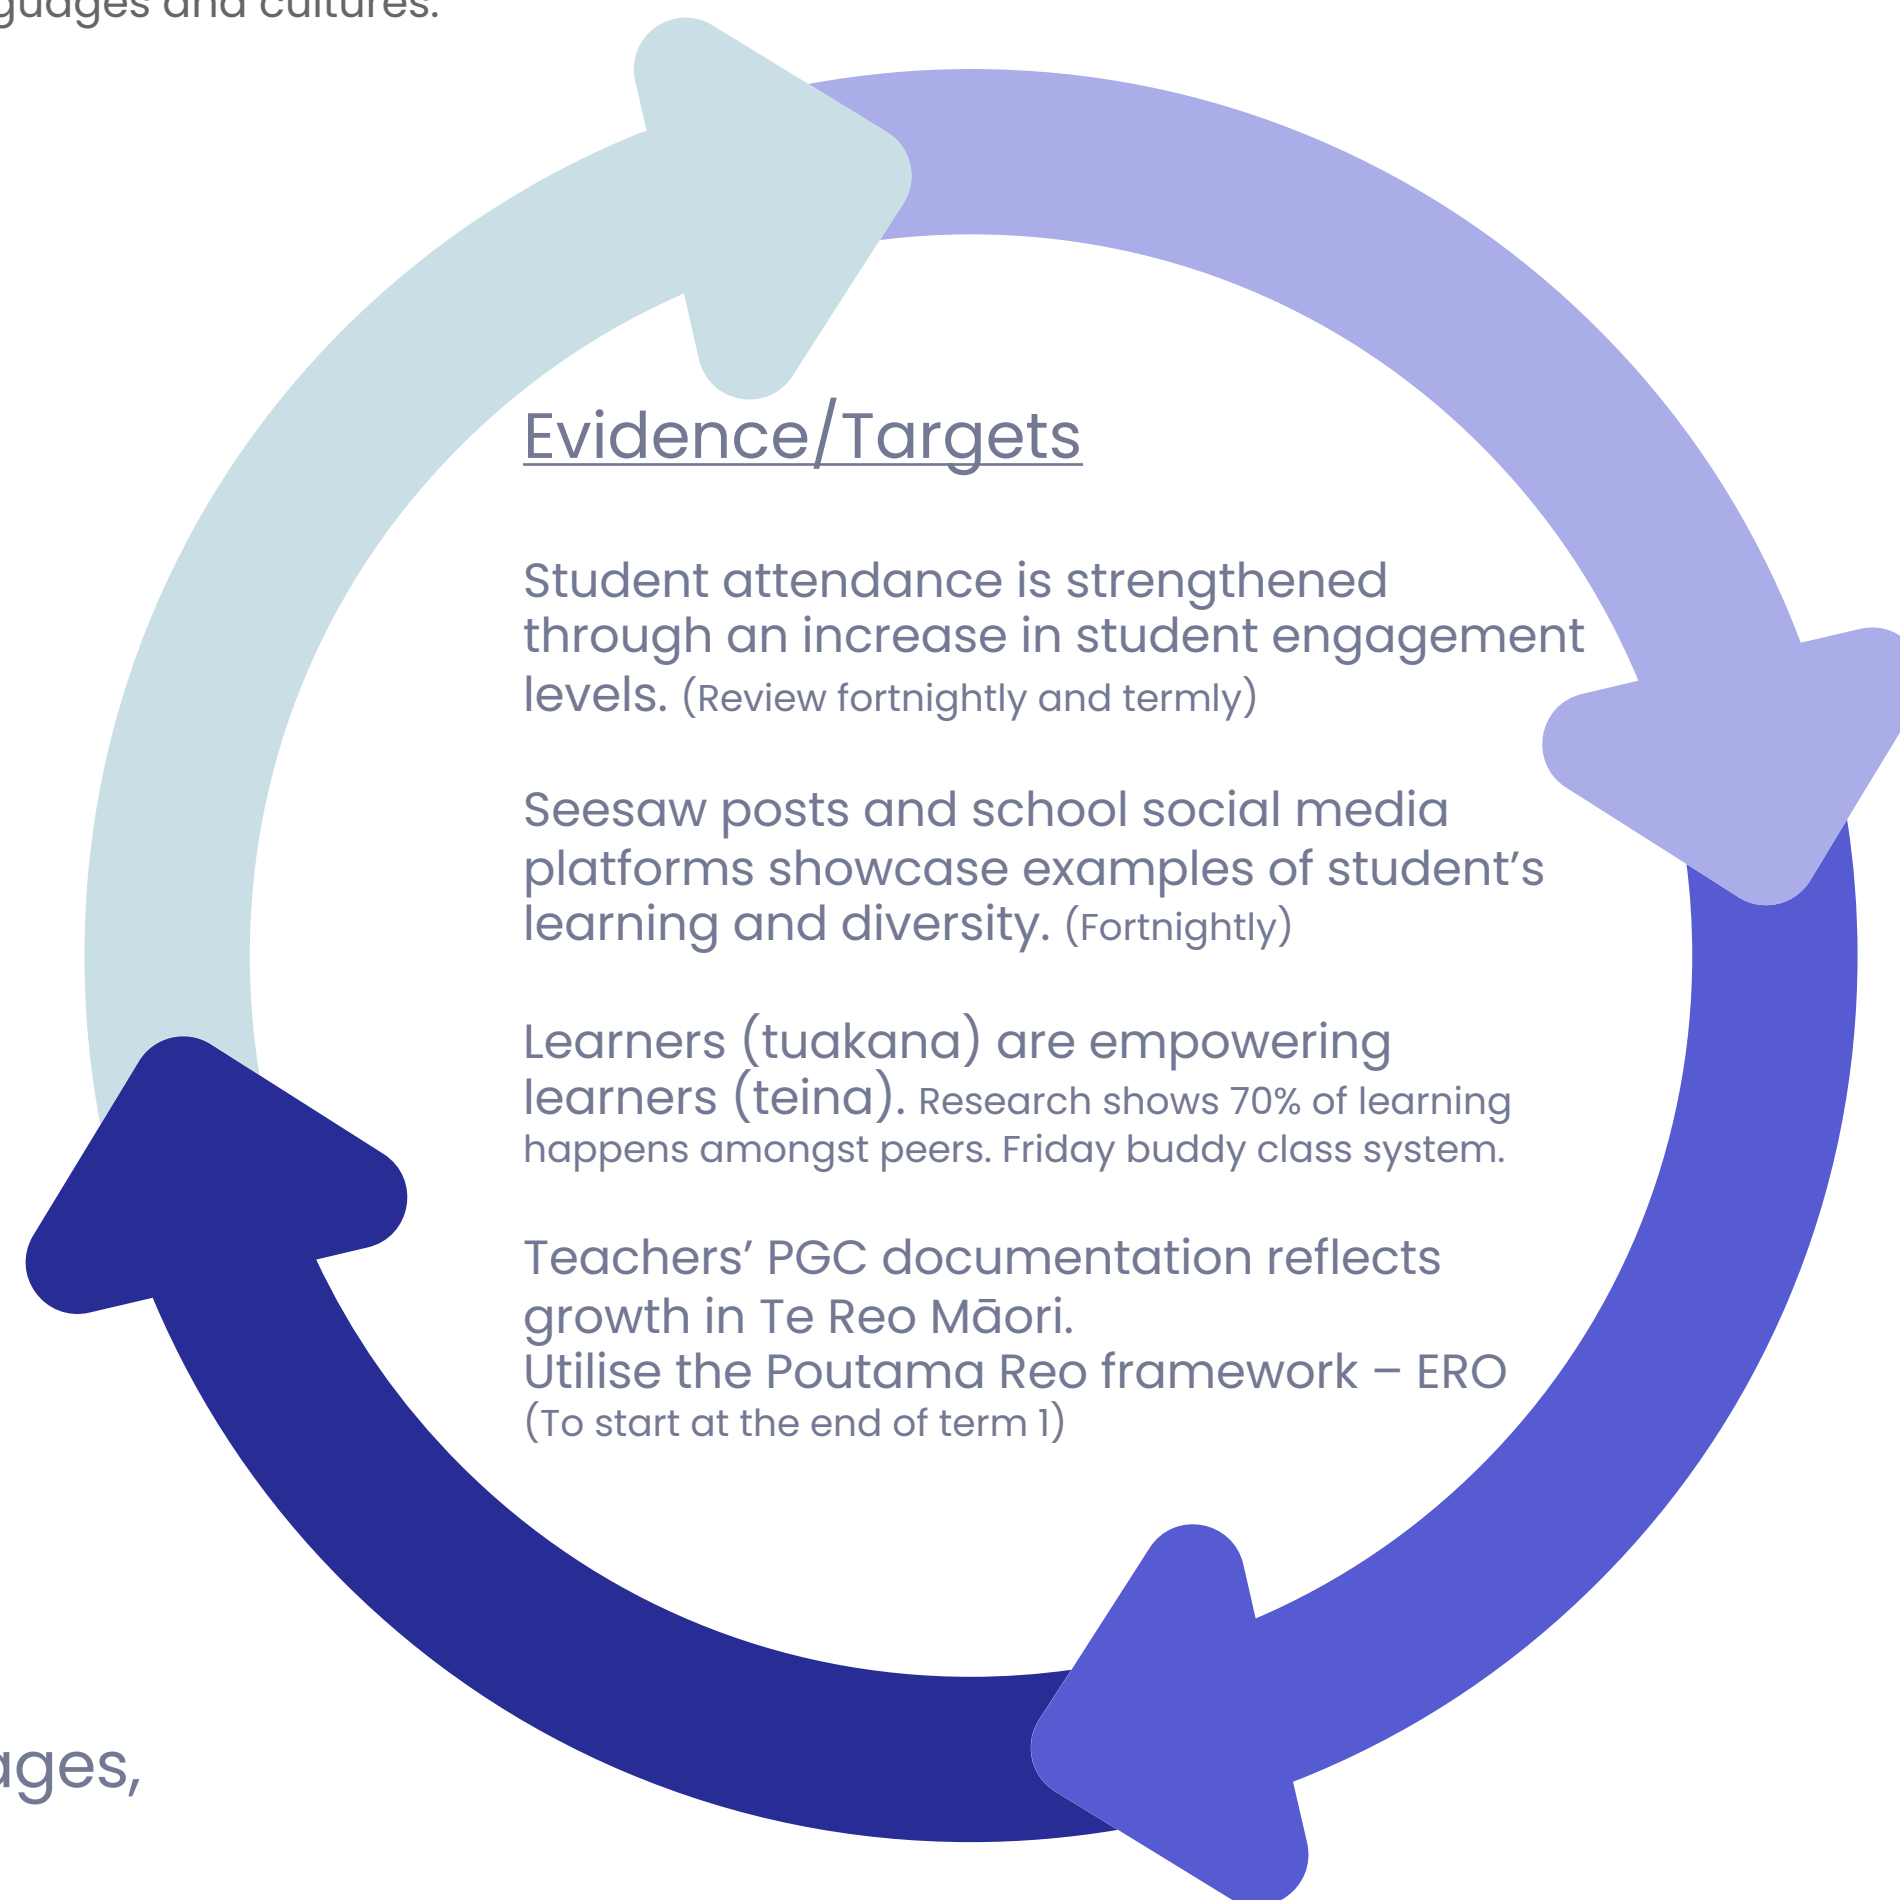 and cultures.
Evidence/Targets
Student attendance is strengthened
through an increase in student engagement
levels. (Review fortnightly and termly)
Seesaw posts and school social media
platforms showcase examples of student’s
learning and diversity. (Fortnightly)
Learners (tuakana) are empowering
learners (teina). Research shows 70% of learning
happens amongst peers. Friday buddy class system.
Teachers’ PGC documentation reflects
growth in Te Reo Māori.
Utilise the Poutama Reo framework – ERO
(To start at the end of term 1)